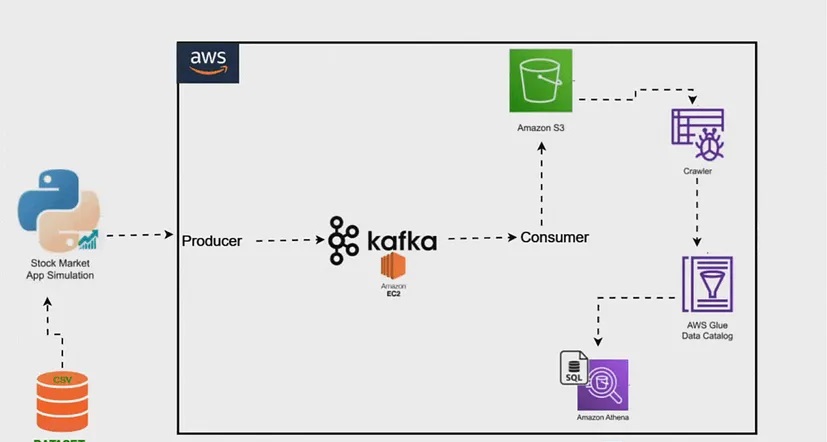 aws
Amazon S3
Crawler
Stock Market
App Simulation
Producer
kafka
Amazon
EC2
Consumer
AWS Glue
Data Catalog
CSV
SQL
Amazon Athena
DATASET